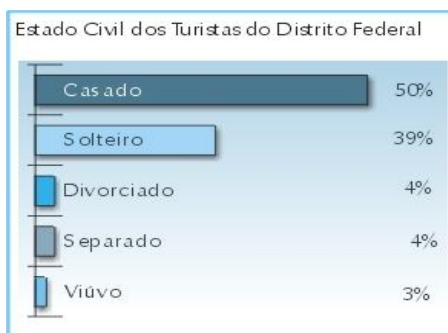 Estado Civil dos Turistas do Distrito Federal
Casado 50%
Solteiro 39%
Divorciado 4%
Separado 4%
Viúvo 3%